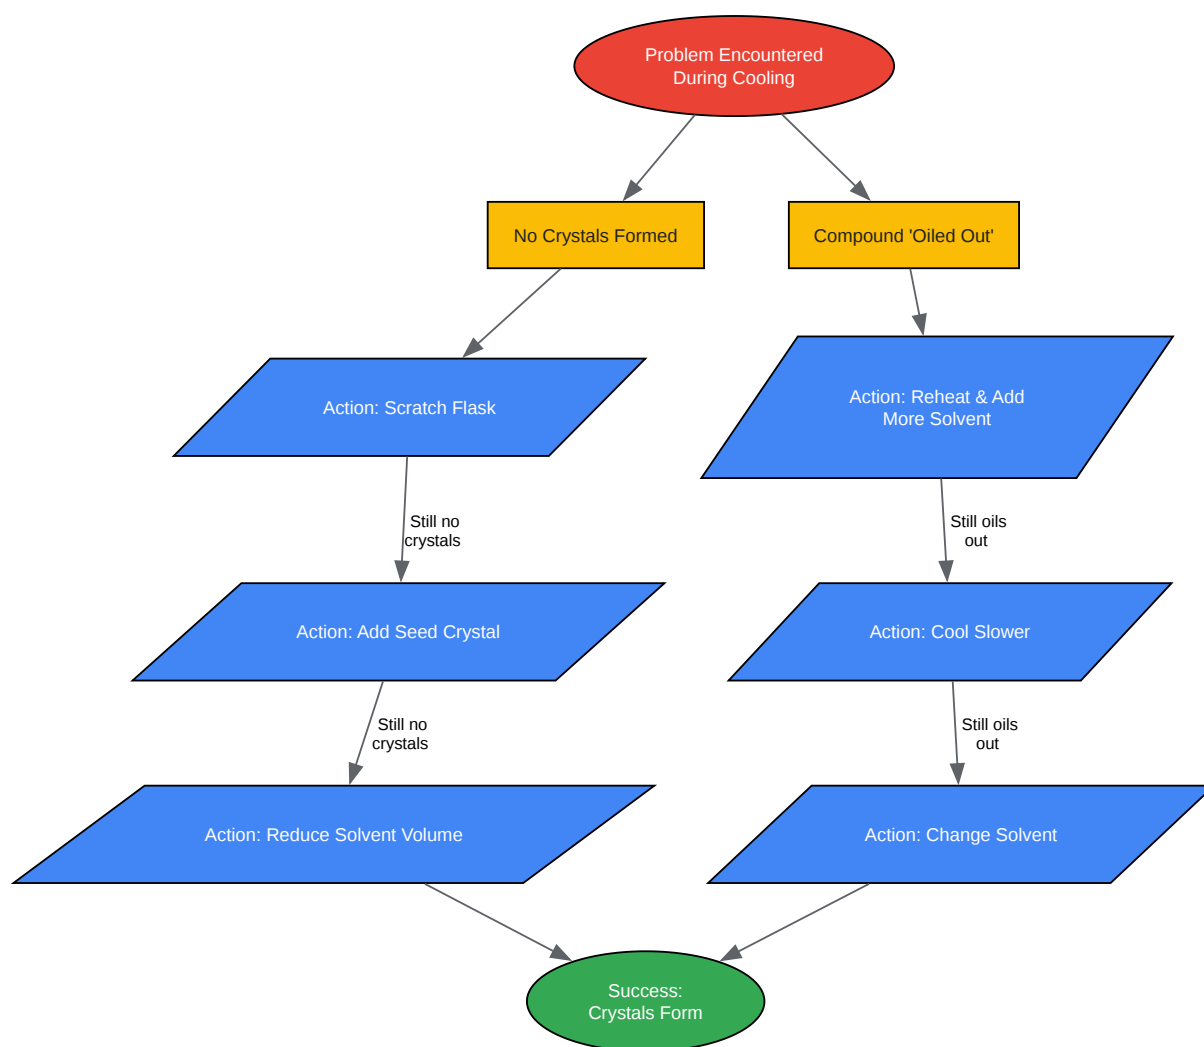 Problem Encountered
During Cooling
No Crystals Formed
Compound 'Oiled Out'
Action: Scratch Flask
Action: Reheat & Add
More Solvent
Still no
crystals
Still oils
out
Action: Add Seed Crystal
Action: Cool Slower
Still no
crystals
Still oils
out
Action: Reduce Solvent Volume
Action: Change Solvent
Success:
Crystals Form